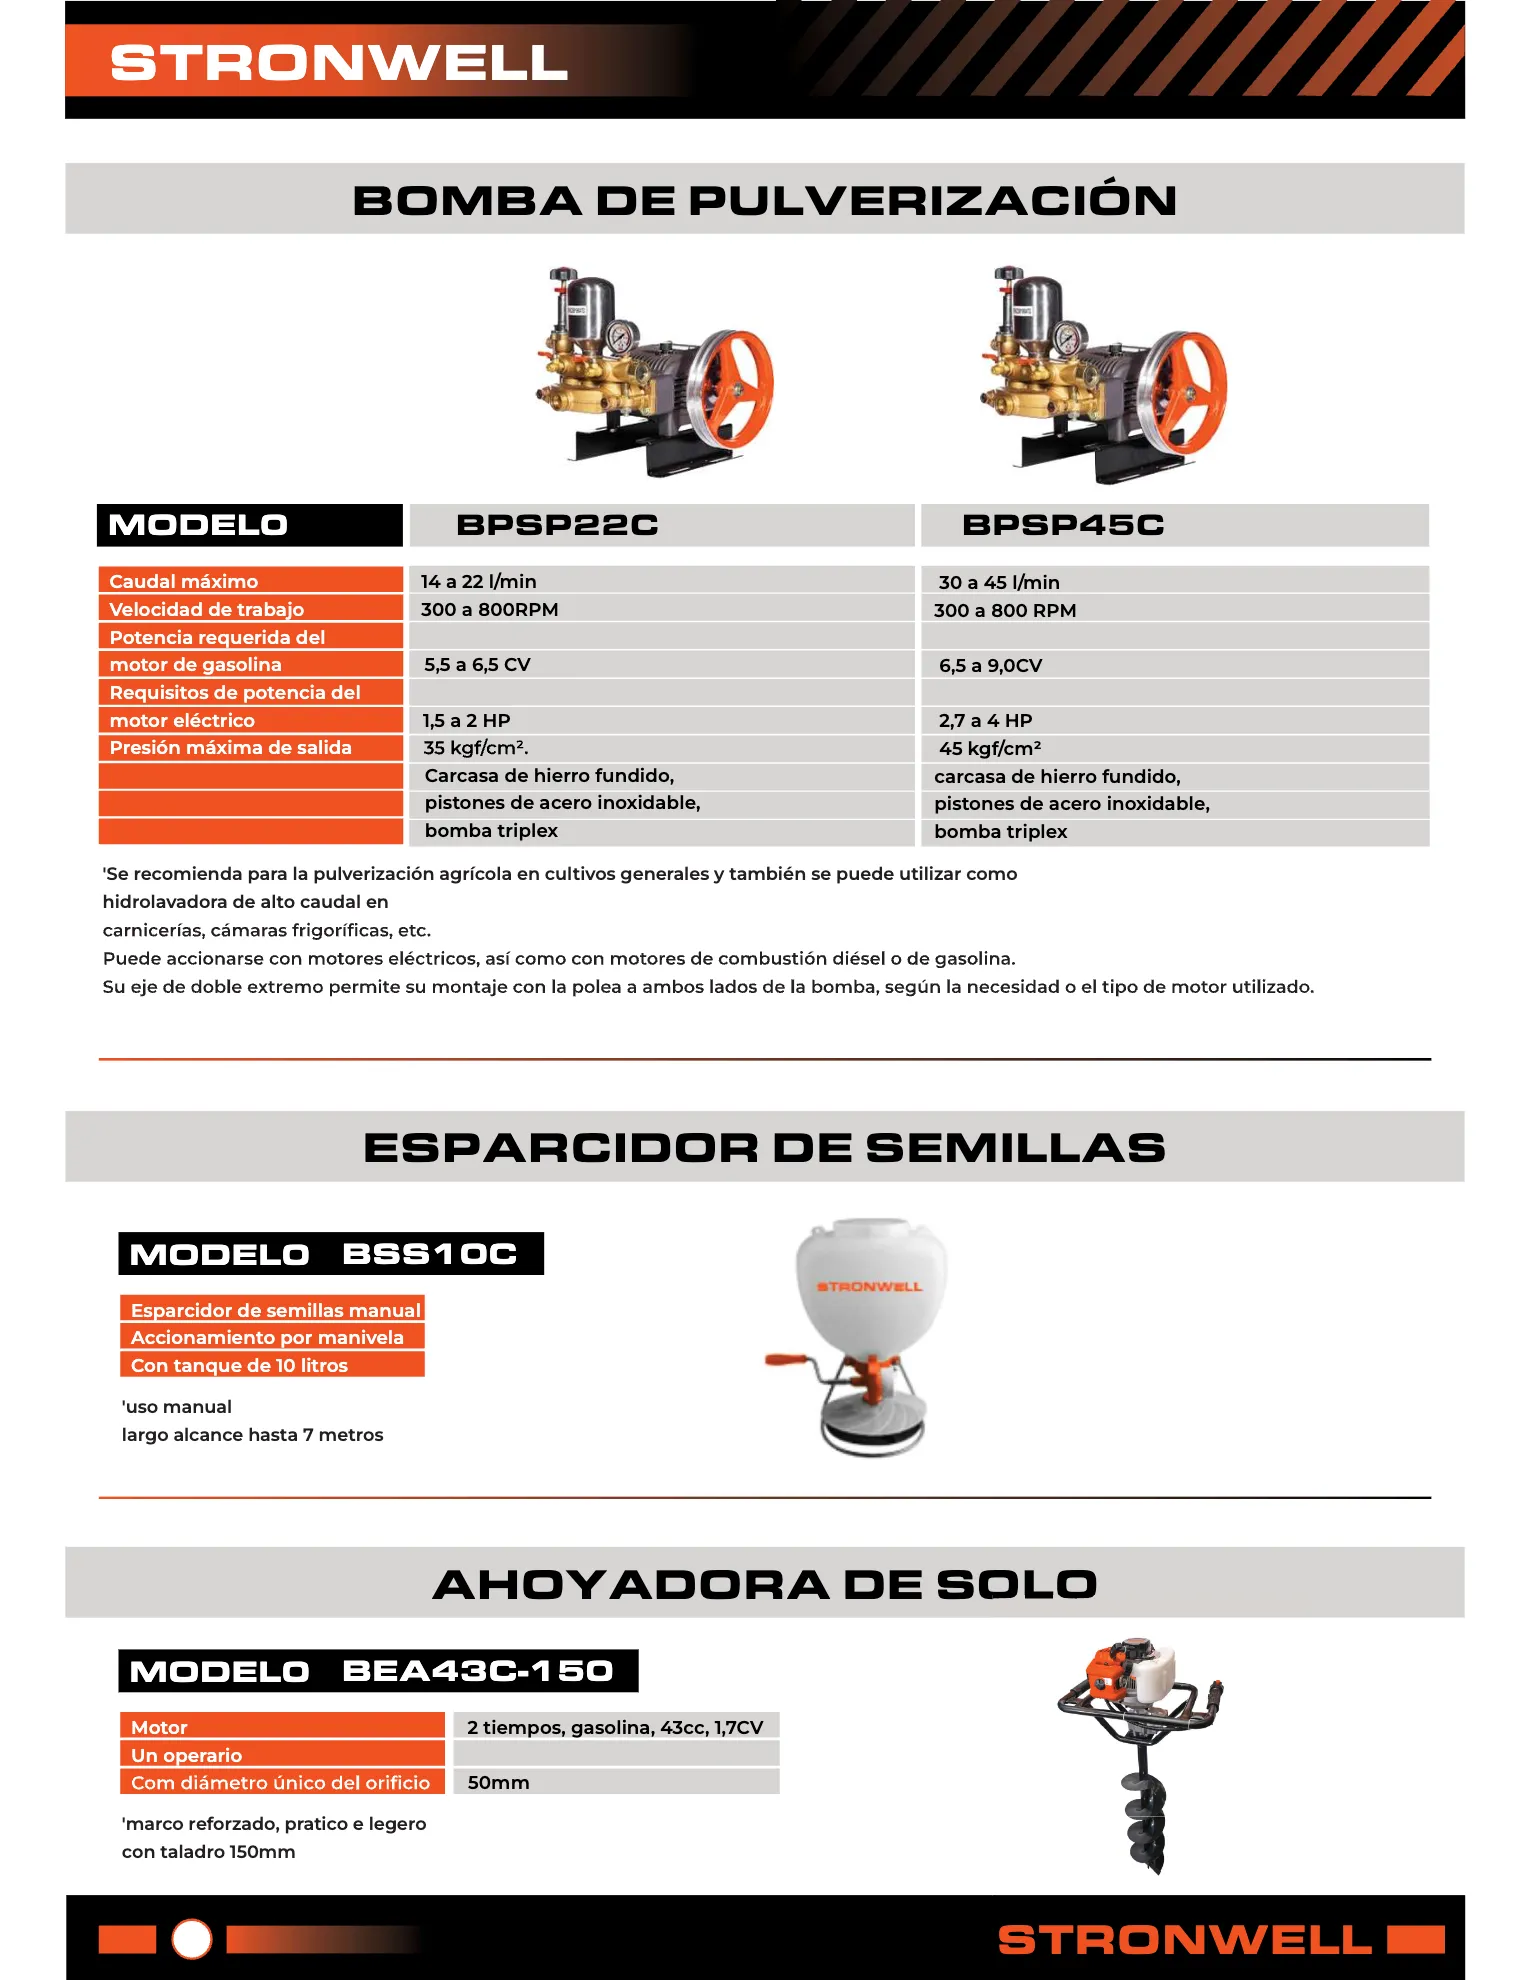 STRONWELL
BOMBA DE PULVERIZACIÓN
MODELO BPSP22C BPSP45C
Caudal máximo 14 a 22 l/min 30 a 45 l/min
Velocidad de trabajo 300 a 800RPM 300 a 800 RPM
Potencia requerida del
motor de gasolina 5,5 a 6,5 CV 6,5 a 9,0CV
Requisitos de potencia del
motor eléctrico 1,5 a 2 HP 2,7 a 4 HP
Presión máxima de salida 35 kgf/cm². 45 kgf/cm²
Carcasa de hierro fundido, carcasa de hierro fundido,
pistones de acero inoxidable, pistones de acero inoxidable,
bomba triplex bomba triplex
'Se recomienda para la pulverización agrícola en cultivos generales y también se puede utilizar como
hidrolavadora de alto caudal en
carnicerías, cámaras frigoríficas, etc.
Puede accionarse con motores eléctricos, así como con motores de combustión diésel o de gasolina.
Su eje de doble extremo permite su montaje con la polea a ambos lados de la bomba, según la necesidad o el tipo de motor utilizado.
ESPARCIDOR DE SEMILLAS
MODELO BSS10C
STRONWELL
Esparcidor de semillas manual
Accionamiento por manivela
Con tanque de 10 litros
'uso manual
largo alcance hasta 7 metros
AHOYADORA DE SOLO
MODELO BEA43C-150
Motor 2 tiempos, gasolina, 43cc, 1,7CV
Un operario
Com diámetro único del orificio 50mm
'marco reforzado, pratico e legero
con taladro 150mm
STRONWELL